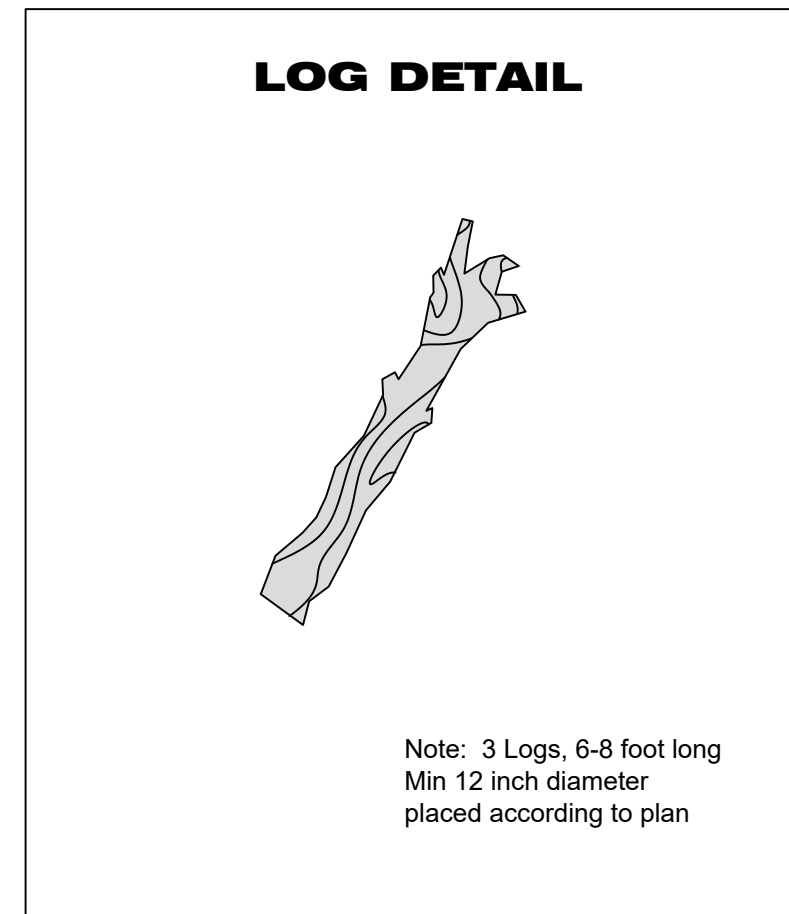 LOG DETAIL
Note:  3 Logs, 6-8 foot long
Min 12 inch diameter
placed according to plan